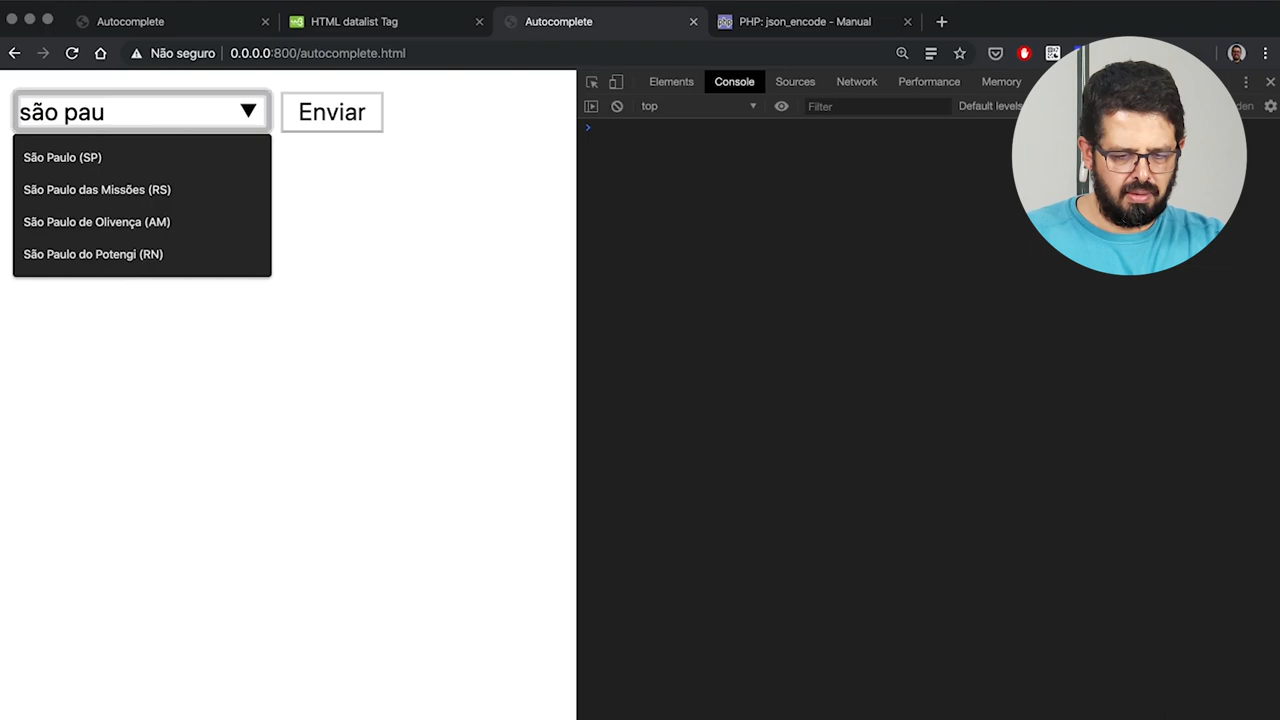 Autocomplete
HTML datalist Tag
Autocomplete
php PHP: json_encode - Manual
Não seguro
0.0.0.0:800/autocomplete.html
são pau
Enviar
São Paulo (SP)
São Paulo das Missões (RS)
São Paulo de Olivença (AM)
São Paulo do Potengi (RN)
Elements
Console
Sources
Network
Performance
Memory
top
Filter
Default levels